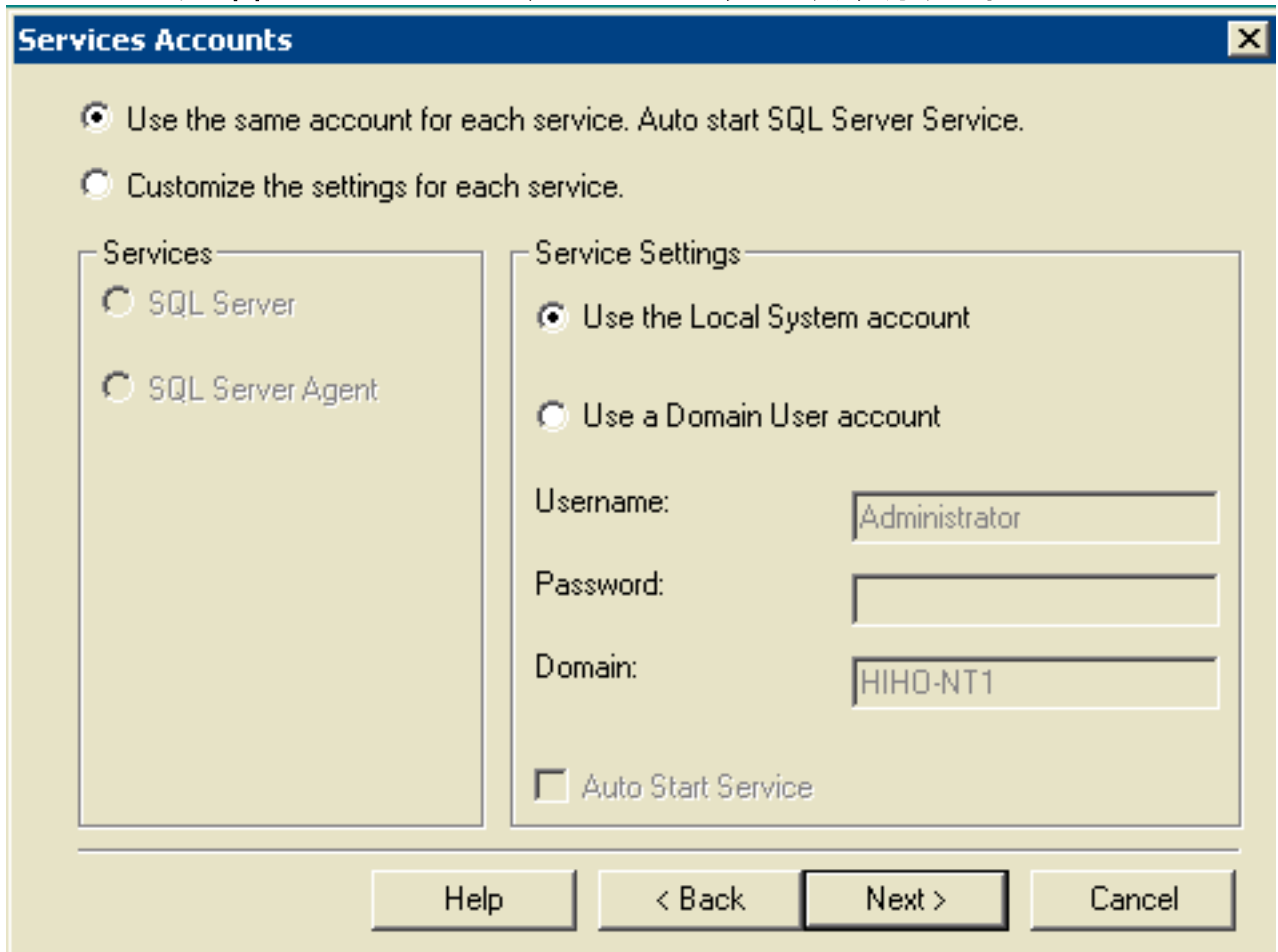 Services Accounts
Use the same account for each service. Auto start SQL Server Service.
Customize the settings for each service.
Services
SQL Server
SQL Server Agent
Service Settings
Use the Local System account
Use a Domain User account
Username:
Administrator
Password:
Domain:
HIHO-NT1
Auto Start Service
Help
< Back
Next >
Cancel